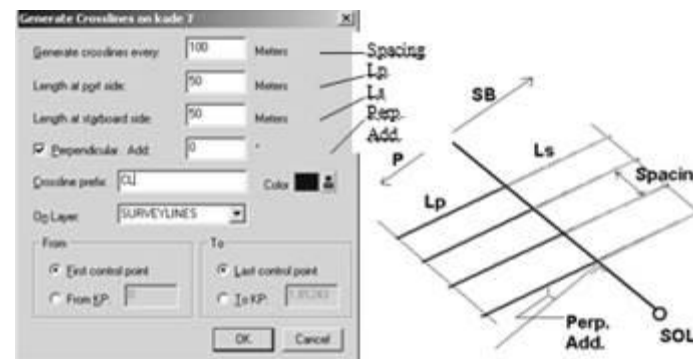 Generate Crosslines on kade 7
Generate crosslines every: 100 Meters
Length at port side: 50 Meters
Length at starboard side: 50 Meters
Perpendicular Add: 0 °
Crossline prefix: CL Color
On Layer: SURVEYLINES
From
First control point
From KP: 0
To
Last control point
To KP:
OK Cancel
Spacing
Lp
Ls
Perp.
Add.
SB
P
Ls
Lp
Spacin
Perp.
Add.
SOL